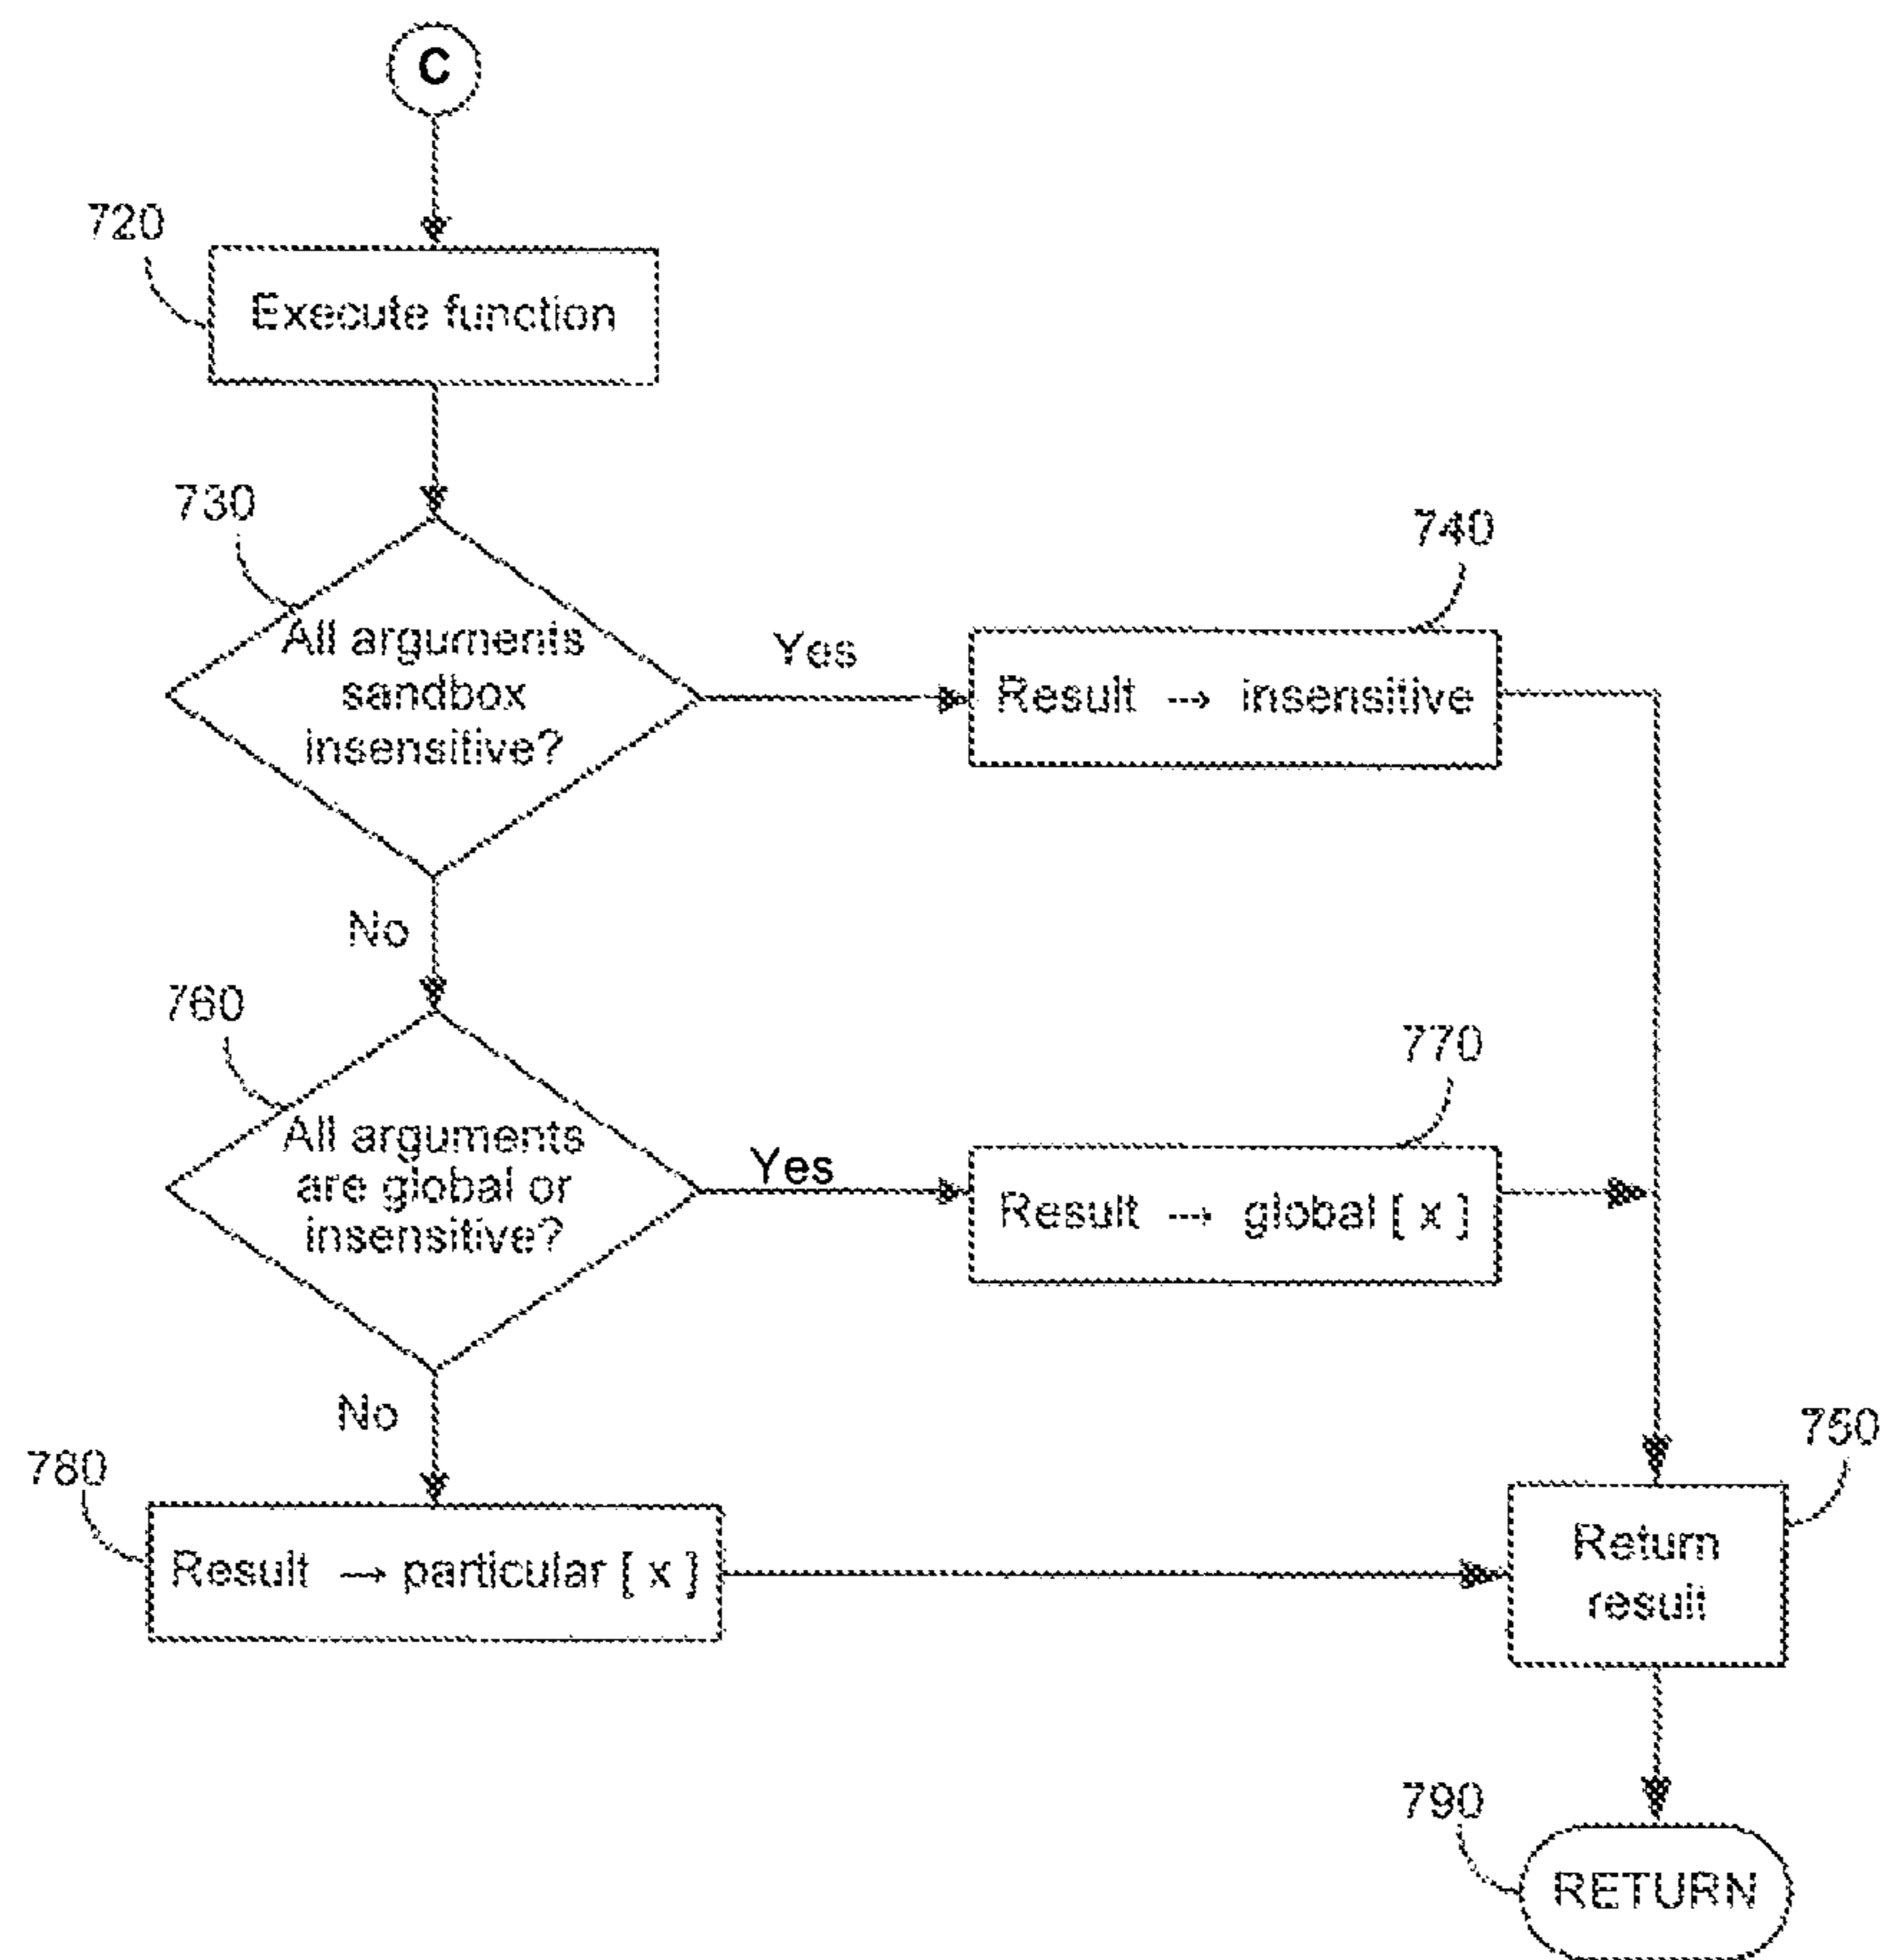 C
720
Execute function
730
All arguments
sandbox
insensitive?
Yes
740
Result → insensitive
No
760
All arguments
are global or
insensitive?
Yes
770
Result → global [ x ]
No
780
Result → particular [ x ]
750
Return
result
790
RETURN